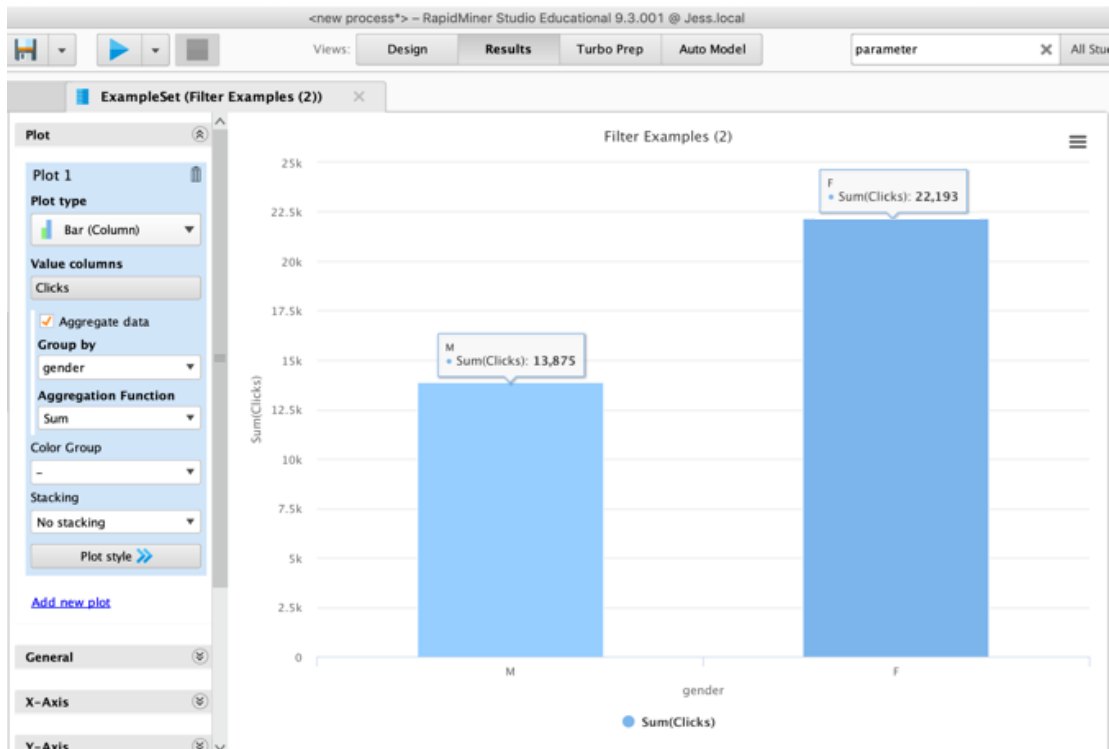 <new process*> – RapidMiner Studio Educational 9.3.001 @ Jess.local
Views: Design Results Turbo Prep Auto Model parameter All
ExampleSet (Filter Examples (2))
Plot
Plot 1
Plot type
Bar (Column)
Value columns
Clicks
Aggregate data
Group by
gender
Aggregation Function
Sum
Color Group
–
Stacking
No stacking
Plot style
Add new plot
General
X-Axis
Y-Axis
Filter Examples (2)
25k
22.5k
20k
17.5k
15k
12.5k
10k
7.5k
5k
2.5k
0
Sum(Clicks)
M
Sum(Clicks): 13,875
F
Sum(Clicks): 22,193
M
F
gender
Sum(Clicks)